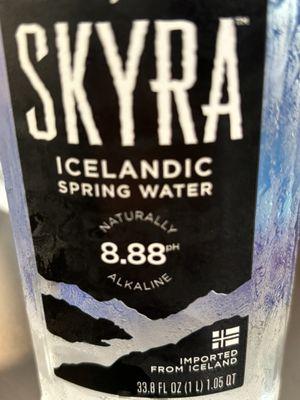 SKYRA™
ICELANDIC
SPRING WATER
NATURALLY
8.88pH
ALKALINE
IMPORTED
FROM ICELAND
33.8 FL OZ (1 L) 1.05 QT